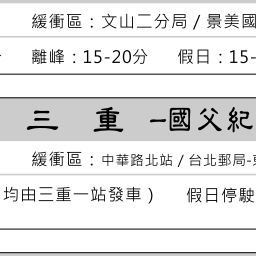 緩衝區：文山二分局 / 景美國
離峰：15-20分 假日：15-
三 重 –國父紀
緩衝區：中華路北站 / 台北郵局-
均由三重一站發車） 假日停駛